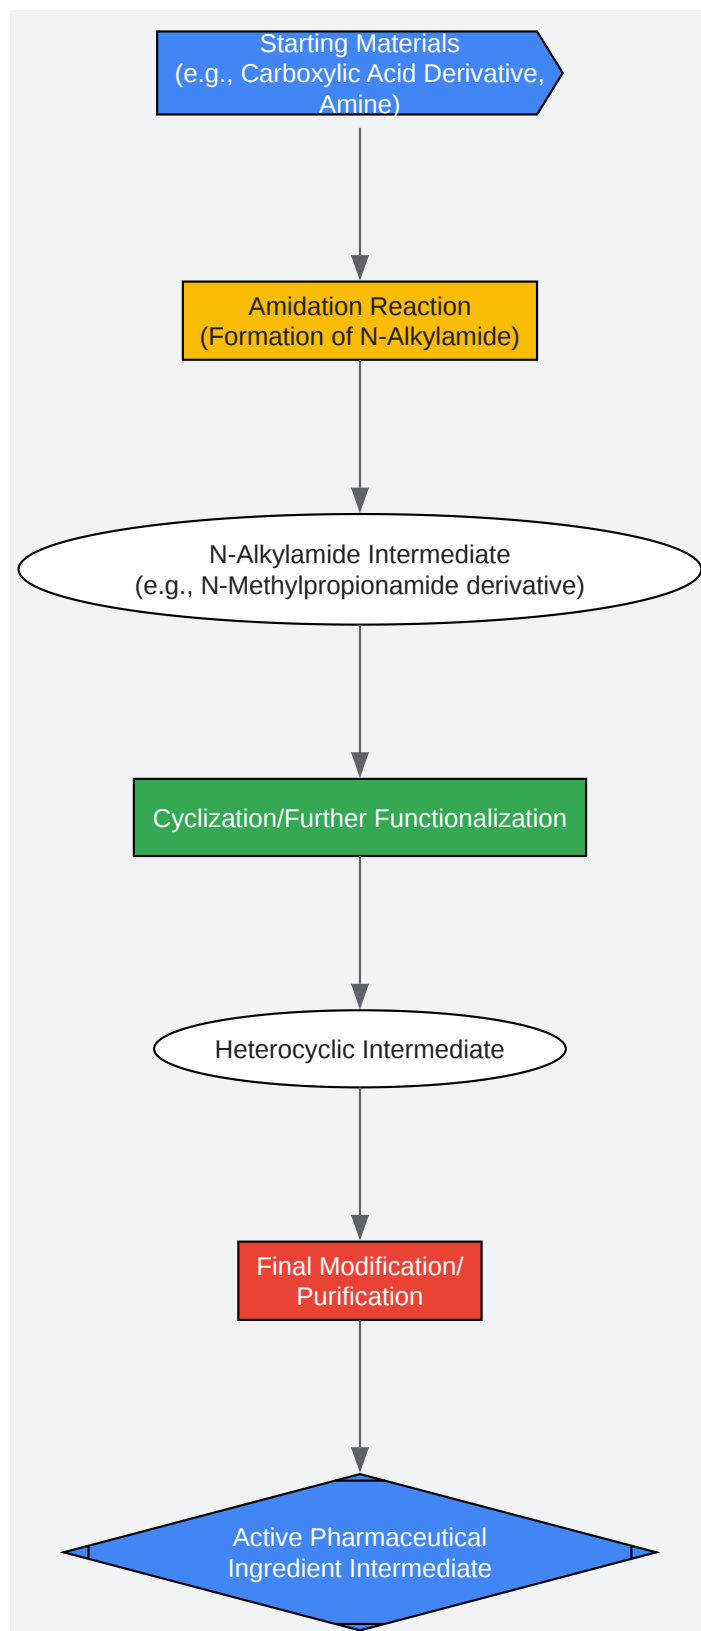 Starting Materials
(e.g., Carboxylic Acid Derivative,
Amine)
Amidation Reaction
(Formation of N-Alkylamide)
N-Alkylamide Intermediate
(e.g., N-Methylpropionamide derivative)
Cyclization/Further Functionalization
Heterocyclic Intermediate
Final Modification/
Purification
Active Pharmaceutical
Ingredient Intermediate